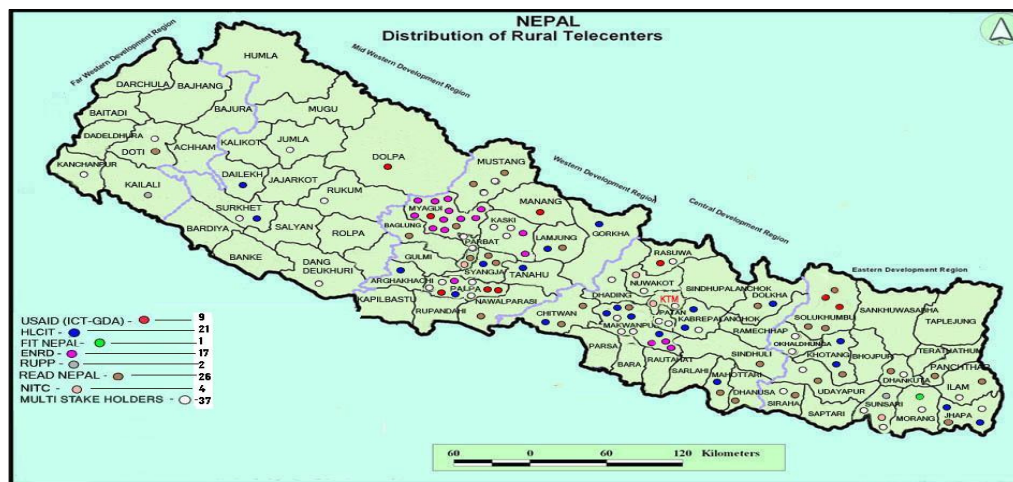 NEPAL
Distribution of Rural Telecenters
Far Western Development Region
Mid Western Development Region
Western Development Region
Central Development Region
Eastern Development Region
N
HUMLA
DARCHULA
BAJHANG
BAITADI
BAJURA
MUGU
DADELDHURA
DOTI
ACHHAM
KALIKOT
JUMLA
KANCHANPUR
KAILALI
DAILEKH
JAJARKOT
DOLPA
MUSTANG
RUKUM
SURKHET
BARDIYA
SALYAN
ROLPA
BANKE
DANG
DEUKHURI
MYAGDI
MANANG
BAGLUNG
KASKI
PARBAT
LAMJUNG
GORKHA
GULMI
SYANGJA
TANAHU
ARGHAKHACHI
PALPA
KAPILBASTU
NAWALPARASI
RUPANDAHI
CHITWAN
RASUWA
NUWAKOT
SINDHUPALANCHOK
DHADING
KTM
PATAN
KABREPALANCHOK
DOLKHA
MAKWANPUR
RAMECHHAP
PARSA
BARA
RAUTAHAT
SARLAHI
SINDHULI
MAHOTTARI
DHANUSA
SIRAHA
SOLUKHUMBU
SANKHUWASABHA
TAPLEJUNG
OKHALDHUNGA
KHOTANG
BHOJPUR
TERATHATHUM
PANCHTHAR
DHANKUTA
UDAYAPUR
SAPTARI
SUNSARI
MORANG
ILAM
JHAPA
USAID (ICT-GDA) - 9
HLCIT - 21
FIT NEPAL- 1
ENRD - 17
RUPP - 2
READ NEPAL - 26
NITC - 4
MULTI STAKE HOLDERS - 37
60 0 60 120 Kilometers